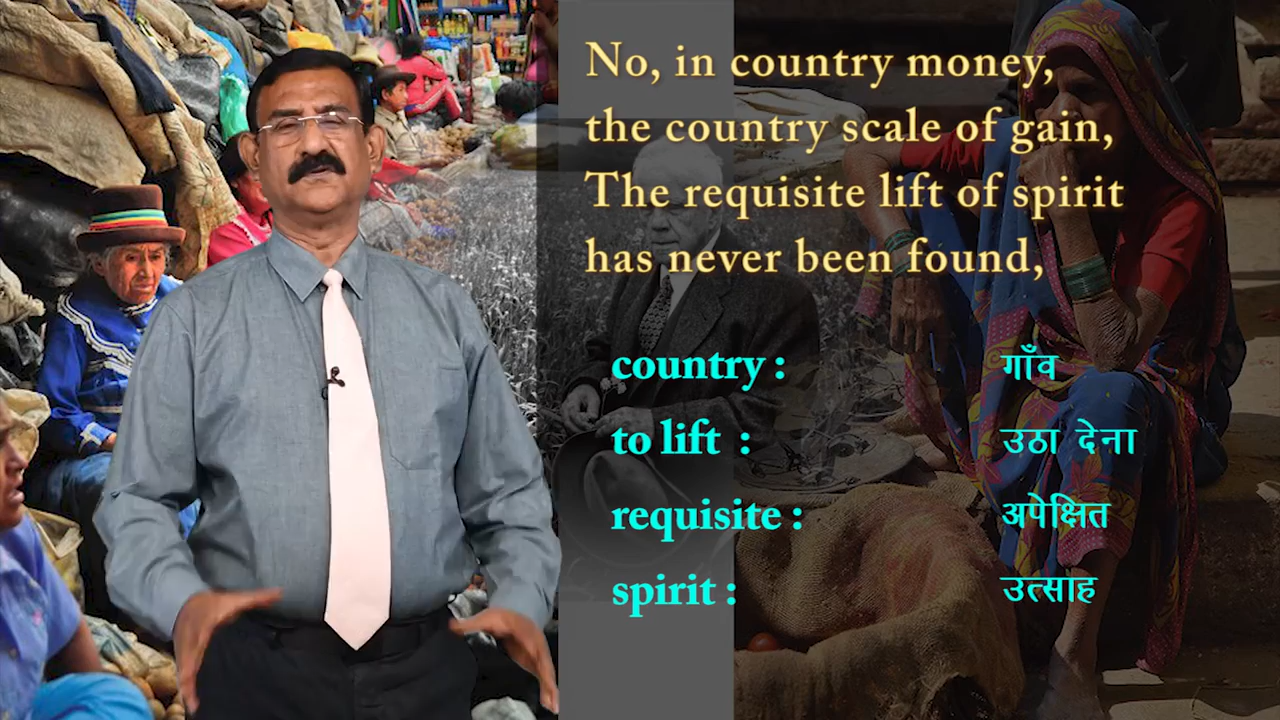 No, in country money,
the country scale of gain,
The requisite lift of spirit
has never been found,
country : गाँव
to lift : उठा देना
requisite : अपेक्षित
spirit : उत्साह